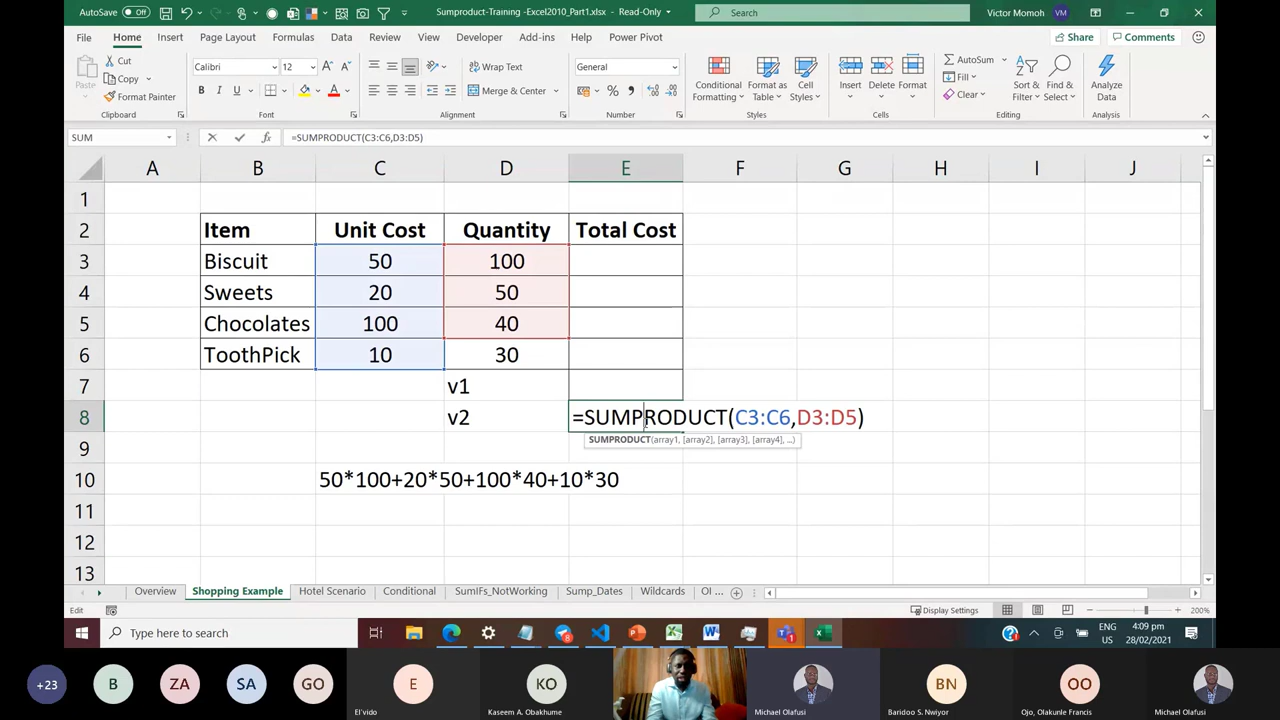 AutoSave Off Sumproduct-Training -Excel2010_Part1.xlsx - Read-Only Search Victor Momoh VM
File Home Insert Page Layout Formulas Data Review View Developer Add-ins Help Power Pivot Share Comments
Paste Cut Copy Format Painter
Clipboard
Calibri 12
B I U
Font
Wrap Text
Merge & Center
Alignment
General
%
Number
Conditional Formatting Format as Table Cell Styles
Styles
Insert Delete Format
Cells
AutoSum
Fill
Clear
Sort & Filter Find & Select
Editing
Analyze Data
Analysis
SUM fx =SUMPRODUCT(C3:C6,D3:D5)
A B C D E F G H I J
1
2 Item Unit Cost Quantity Total Cost
3 Biscuit 50 100
4 Sweets 20 50
5 Chocolates 100 40
6 ToothPick 10 30
7 v1
8 v2 =SUMPRODUCT(C3:C6,D3:D5)
SUMPRODUCT(array1, [array2], [array3], [array4], ...)
9
10 50*100+20*50+100*40+10*30
11
12
13
Overview Shopping Example Hotel Scenario Conditional SumIFs_NotWorking Sump_Dates Wildcards OI ...
Edit Display Settings 200%
Type here to search ENG US 4:09 pm 28/02/2021
+23 B ZA SA GO E KO BN OO
El'vido Kaseem A. Obakhume Michael Olafusi Baridoo S. Nwiyor Ojo, Olakunle Francis Michael Olafusi